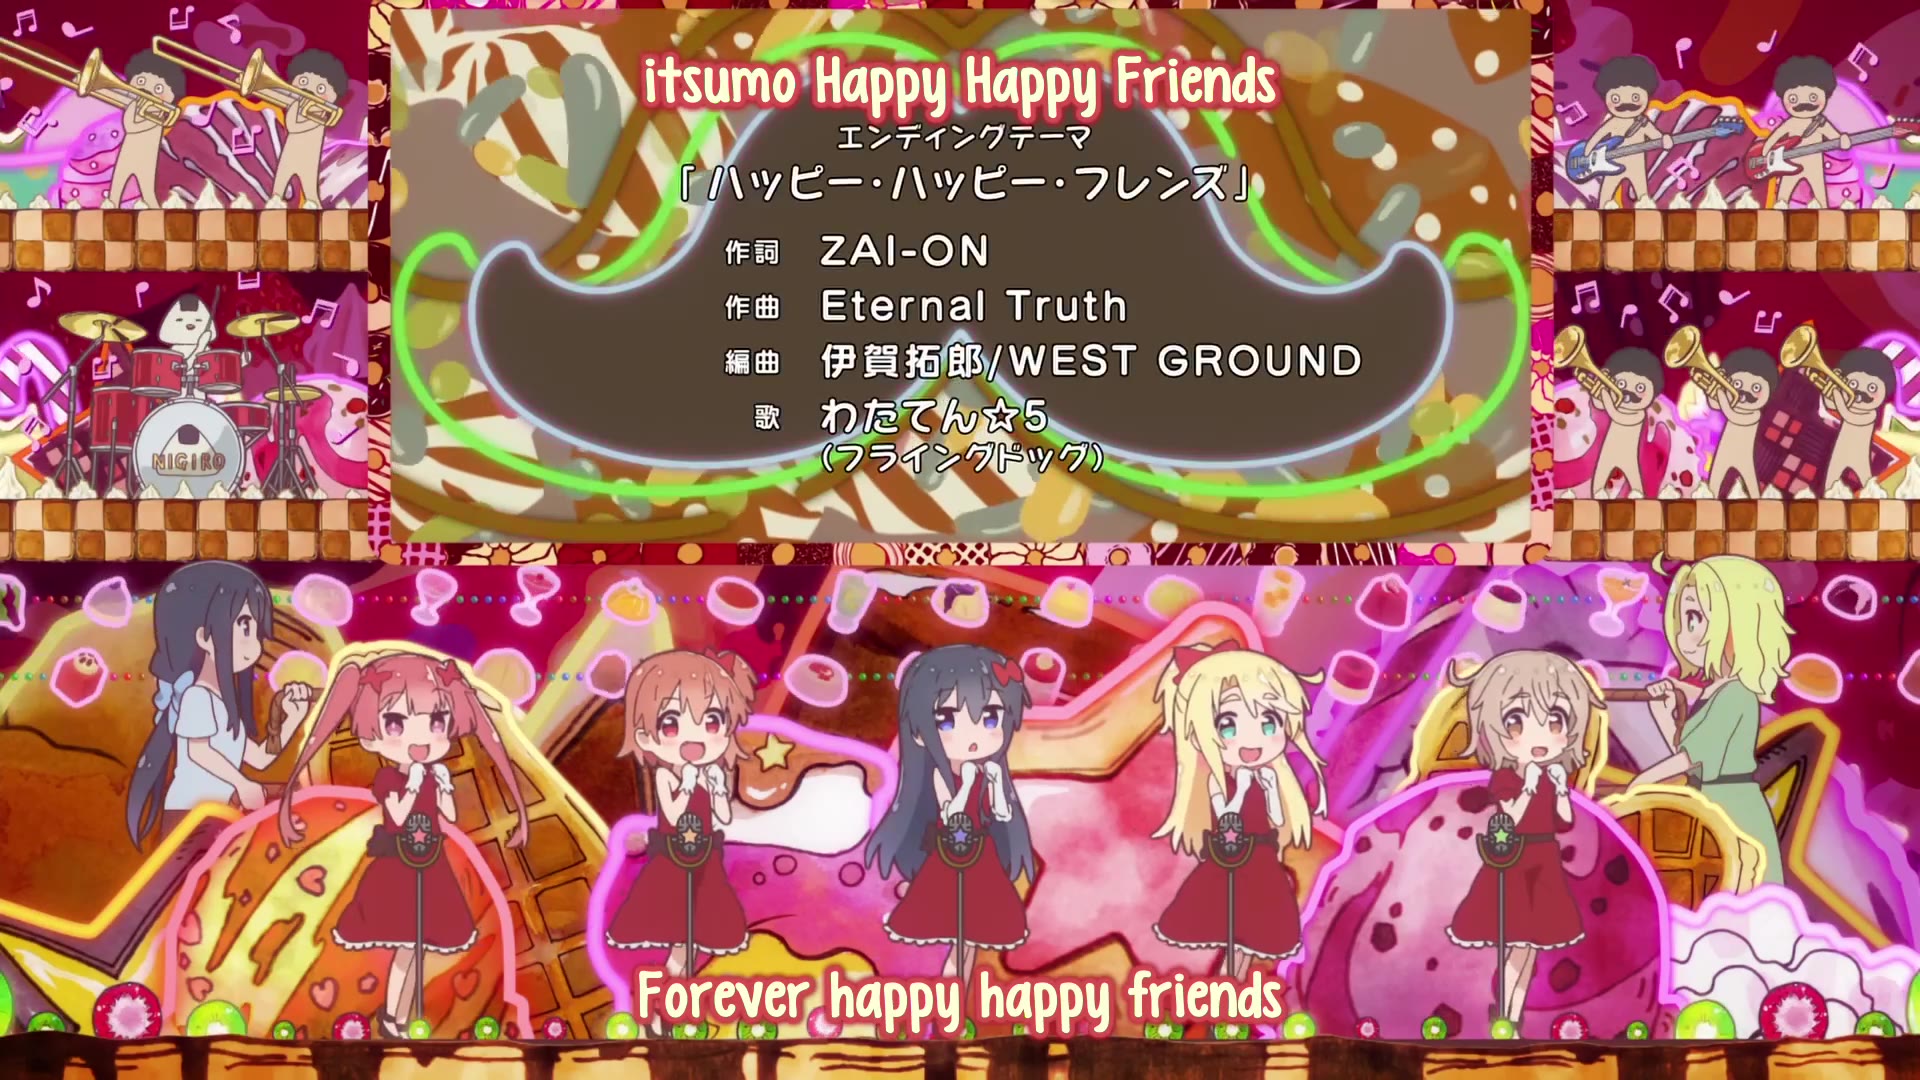 itsumo Happy Happy Friends
エンディングテーマ
「ハッピー・ハッピー・フレンズ」
作詞 ZAI-ON
作曲 Eternal Truth
編曲 伊賀拓郎/WEST GROUND
歌 わたてん☆5
(フライングドッグ)
NIGIRO
Forever happy happy friends